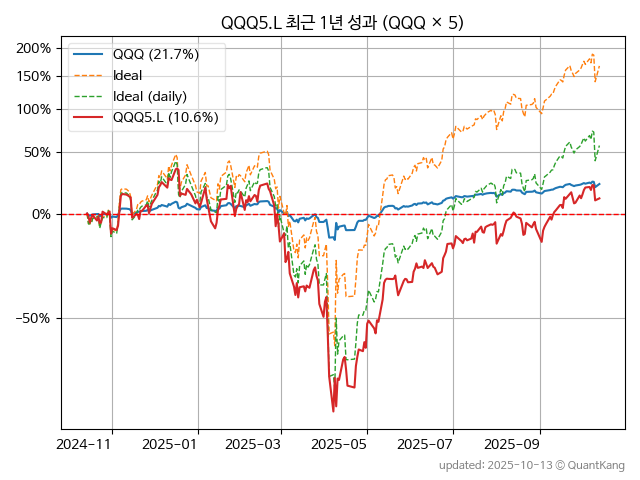 QQQ5.L 최근 1년 성과 (QQQ × 5)
200%
150%
100%
50%
0%
−50%
QQQ (21.7%)
Ideal
Ideal (daily)
QQQ5.L (10.6%)
2024-11
2025-01
2025-03
2025-05
2025-07
2025-09
updated: 2025-10-13 © QuantKang